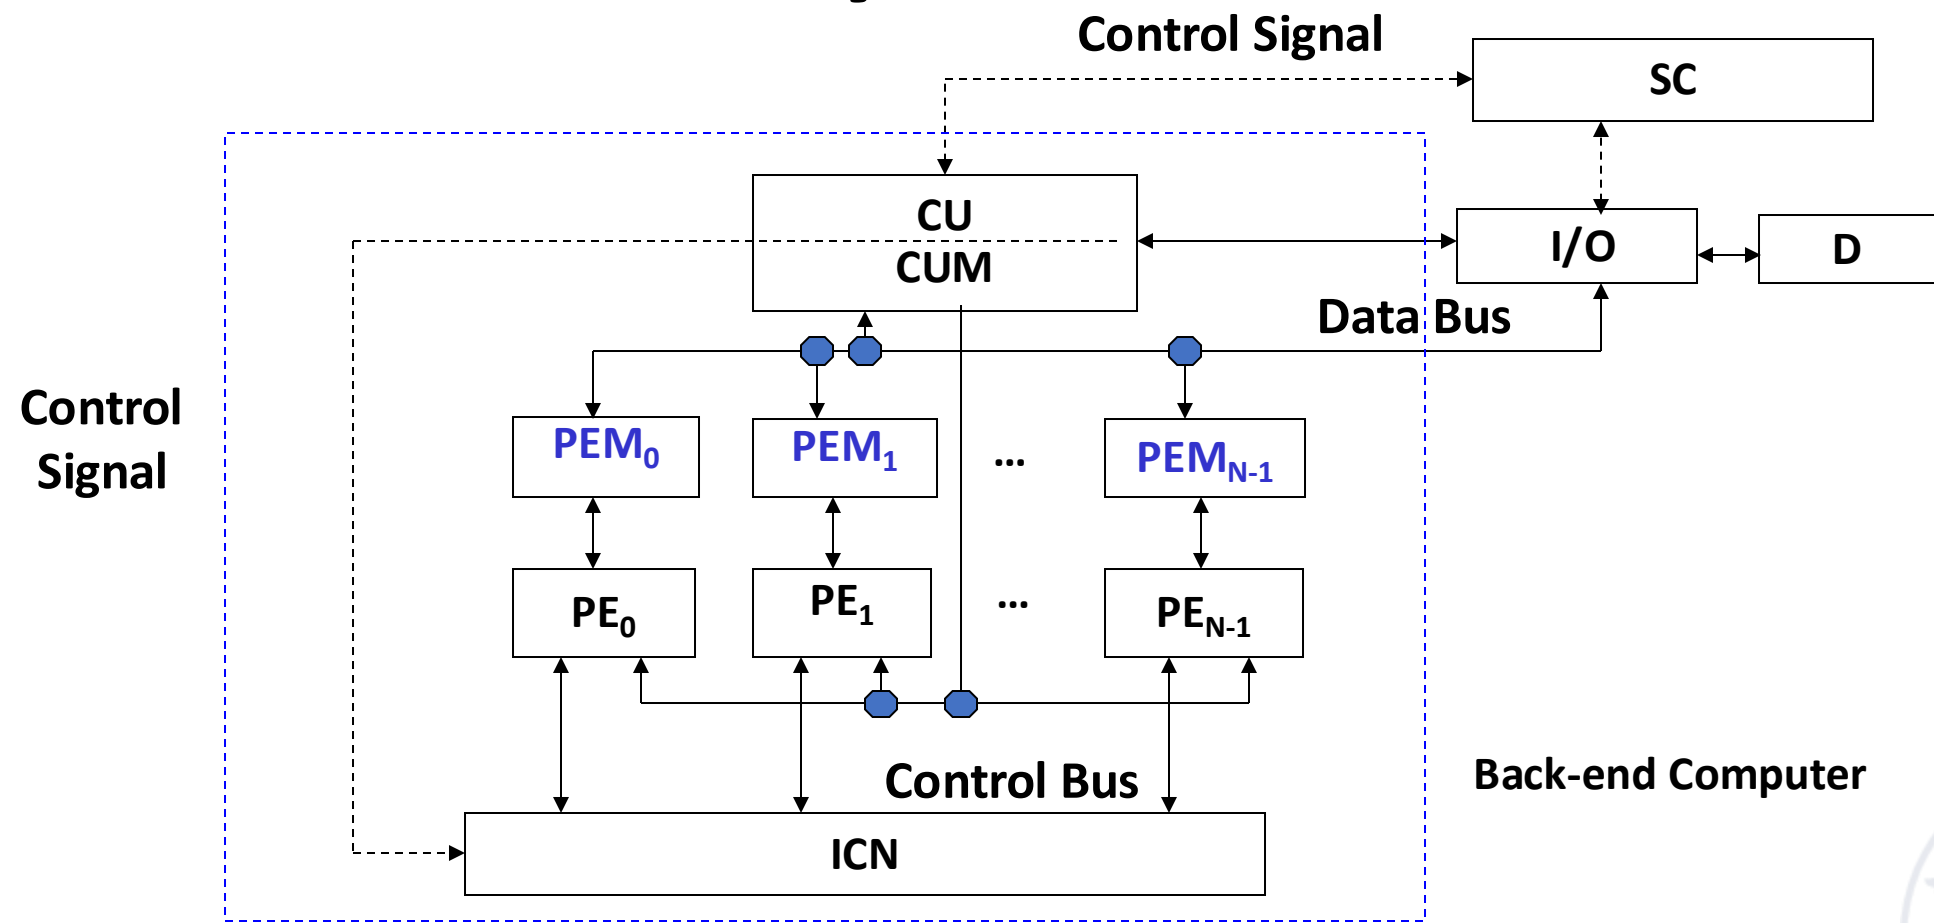 Control Signal
SC
CU
CUM
I/O
D
Data Bus
Control
Signal
PEM0
PEM1
...
PEMN-1
PE0
PE1
...
PEN-1
Control Bus
Back-end Computer
ICN